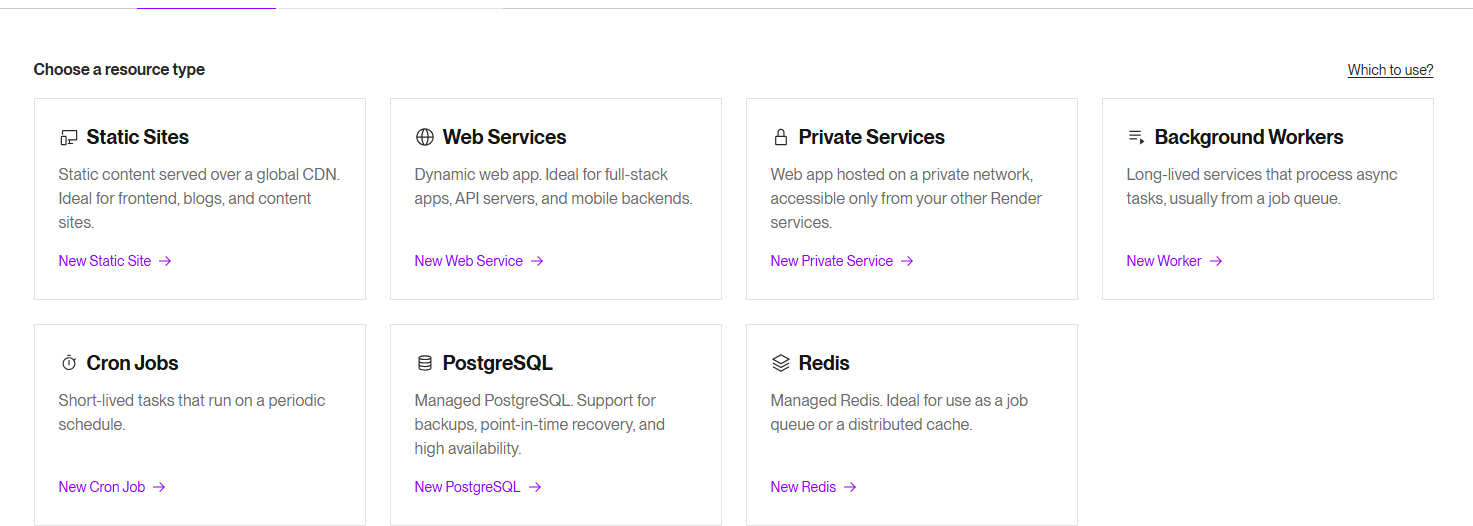 Choose a resource type
Which to use?
Static Sites
Static content served over a global CDN.
Ideal for frontend, blogs, and content
sites.
New Static Site →
Web Services
Dynamic web app. Ideal for full-stack
apps, API servers, and mobile backends.
New Web Service →
Private Services
Web app hosted on a private network,
accessible only from your other Render
services.
New Private Service →
Background Workers
Long-lived services that process async
tasks, usually from a job queue.
New Worker →
Cron Jobs
Short-lived tasks that run on a periodic
schedule.
New Cron Job →
PostgreSQL
Managed PostgreSQL. Support for
backups, point-in-time recovery, and
high availability.
New PostgreSQL →
Redis
Managed Redis. Ideal for use as a job
queue or a distributed cache.
New Redis →